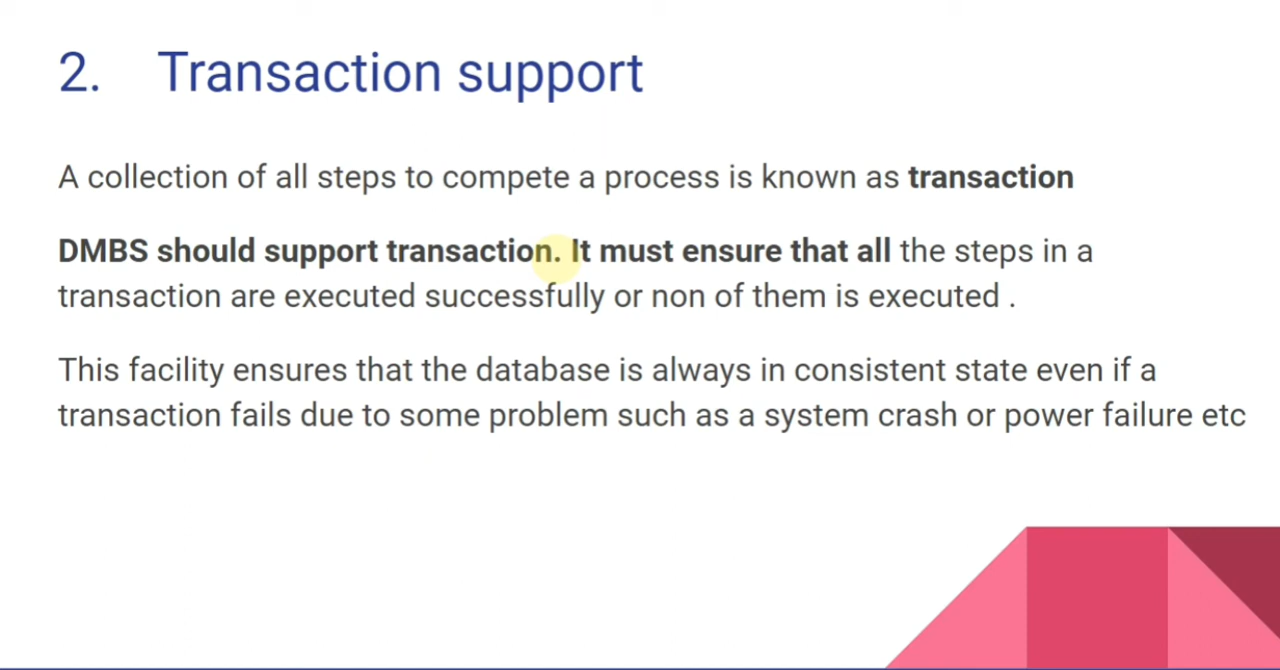 2. Transaction support
A collection of all steps to compete a process is known as transaction
DMBS should support transaction. It must ensure that all the steps in a
transaction are executed successfully or non of them is executed .
This facility ensures that the database is always in consistent state even if a
transaction fails due to some problem such as a system crash or power failure etc